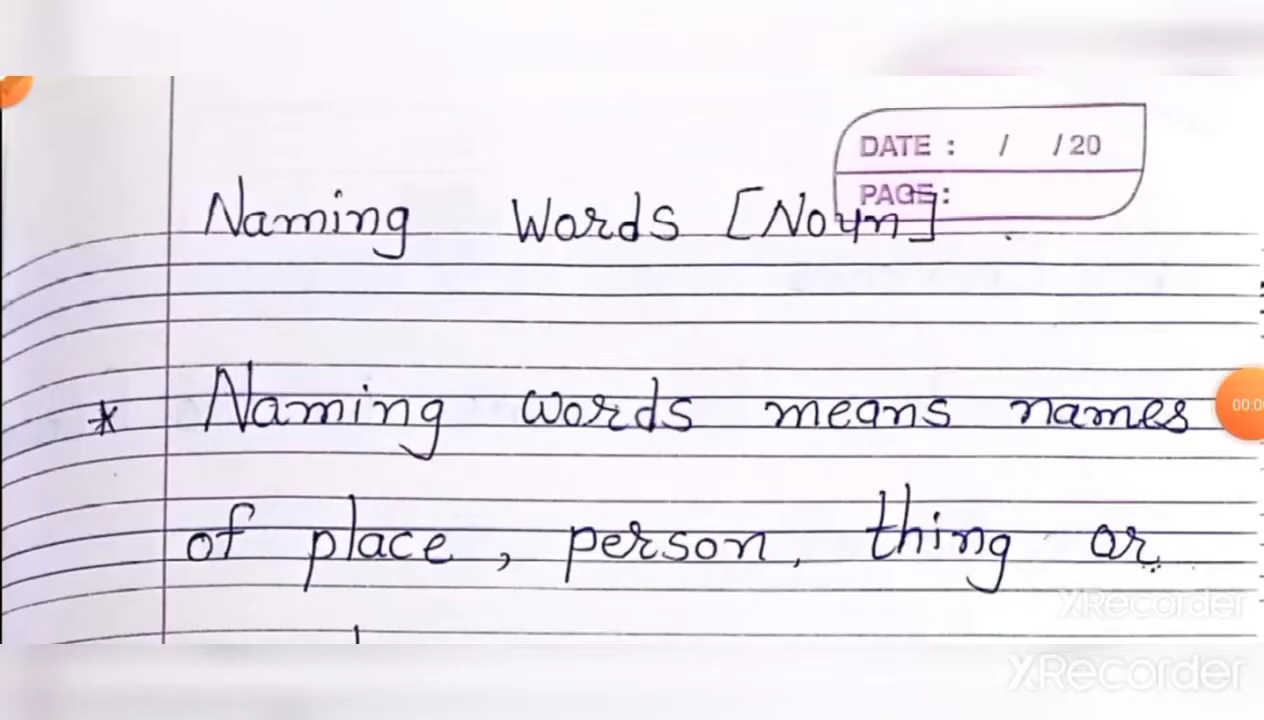 DATE : / / 20
PAGE:
Naming Words [Noun]
* Naming words means names
of place, person, thing or
00:0
XRecorder
XRecorder